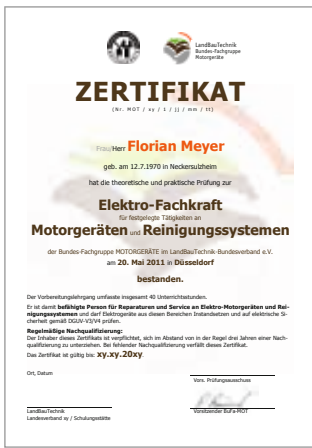 LandBauTechnik
Bundes-Fachgruppe
Motorgeräte
ZERTIFIKAT
(Nr. MOT / xy / i / jj / mm / tt)
Frau/Herr Florian Meyer
geb. am 12.7.1970 in Neckersulzheim
hat die theoretische und praktische Prüfung zur
Elektro-Fachkraft
für festgelegte Tätigkeiten an
Motorgeräten und Reinigungssystemen
der Bundes-Fachgruppe MOTORGERÄTE im LandBauTechnik-Bundesverband e.V.
am 20. Mai 2011 in Düsseldorf
bestanden.
Der Vorbereitungslehrgang umfasste insgesamt 40 Unterrichtsstunden.
Er ist damit befähigte Person für Reparaturen und Service an Elektro-Motorgeräten und Rei-
nigungssystemen und darf Elektrogeräte aus diesen Bereichen Instandsetzen und auf elektrische Si-
cherheit gemäß DGUV-V3/V4 prüfen.
Regelmäßige Nachqualifizierung:
Der Inhaber dieses Zertifikats ist verpflichtet, sich im Abstand von in der Regel drei Jahren einer Nach-
qualifizierung zu unterziehen. Bei fehlender Nachqualifizierung verfällt dieses Zertifikat.
Das Zertifikat ist gültig bis: xy.xy.20xy.
Ort, Datum
Vors. Prüfungsausschuss
LandBauTechnik
Landesverband xy / Schulungsstätte
Vorsitzender BuFa-MOT